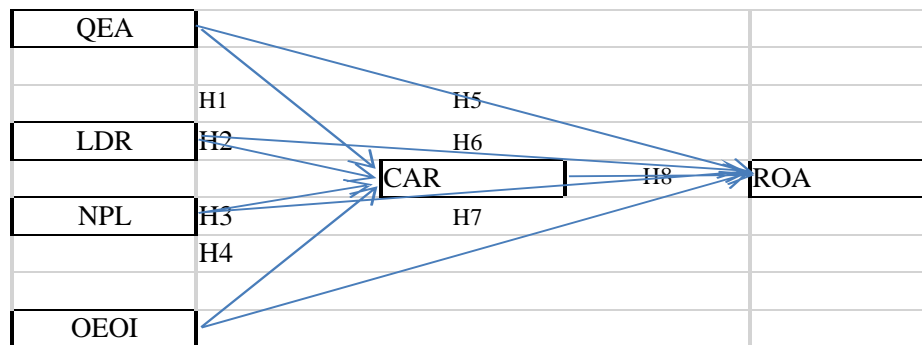 QEA
H1 H5
LDR H2 H6
CAR H8 ROA
NPL H3 H7
H4
OEOI